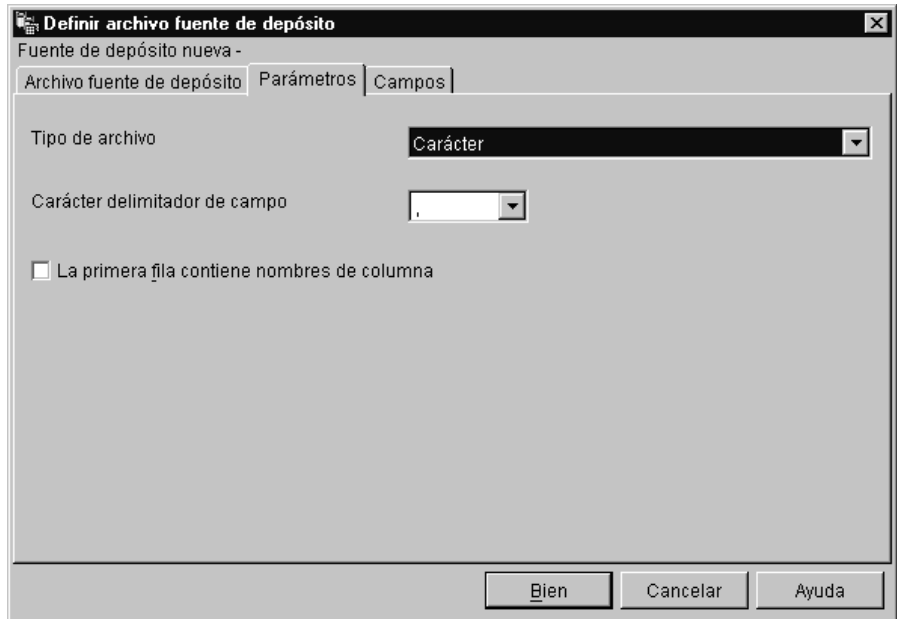 Definir archivo fuente de depósito
Fuente de depósito nueva -
Archivo fuente de depósito Parámetros Campos
Tipo de archivo Carácter
Carácter delimitador de campo ,
La primera fila contiene nombres de columna
Bien Cancelar Ayuda